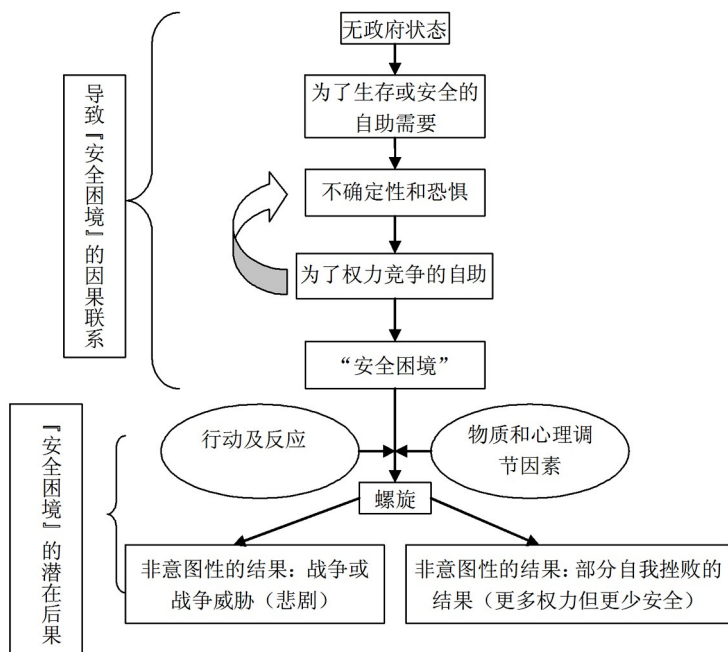 无政府状态
为了生存或安全的
自助需要
不确定性和恐惧
为了权力竞争的自助
“安全困境”
导致『安全困境』的因果联系
行动及反应
物质和心理调
节因素
螺旋
非意图性的结果：战争或
战争威胁（悲剧）
非意图性的结果：部分自我挫败的
结果（更多权力但更少安全）
『安全困境』的潜在后果